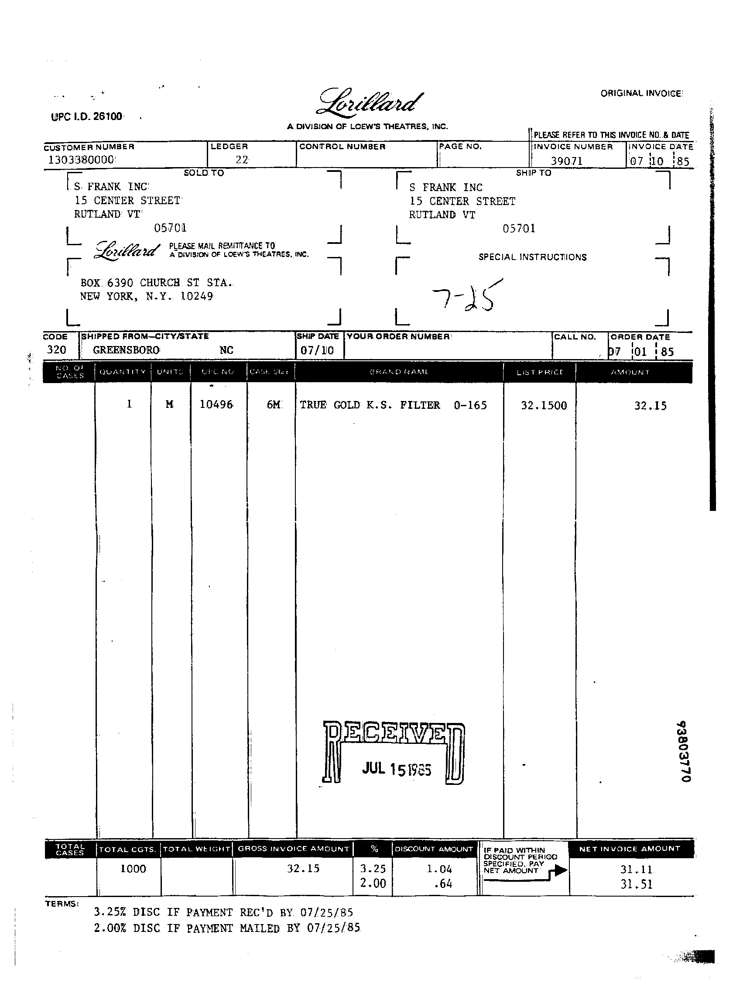 ORIGINAL INVOICE
Lorillard
UPC I.D. 26100
A DIVISION OF LOEW'S THEATRES, INC.
PLEASE REFER TO THIS INVOICE NO. & DATE
CUSTOMER NUMBER LEDGER CONTROL NUMBER PAGE NO. INVOICE NUMBER INVOICE DATE
1303380000 22 39071 07 10 85
SOLD TO SHIP TO
S FRANK INC S FRANK INC
15 CENTER STREET 15 CENTER STREET
RUTLAND VT RUTLAND VT
05701 05701
Lorillard PLEASE MAIL REMITTANCE TO
A DIVISION OF LOEW'S THEATRES, INC.
SPECIAL INSTRUCTIONS
BOX 6390 CHURCH ST STA.
NEW YORK, N.Y. 10249
7-25
CODE SHIPPED FROM—CITY/STATE SHIP DATE YOUR ORDER NUMBER CALL NO. ORDER DATE
320 GREENSBORO NC 07/10 07 01 85
NO. OF CASES QUANTITY UNITS UPC NO. CASE SIZE BRAND NAME LIST PRICE AMOUNT
1 M 10496 6M TRUE GOLD K.S. FILTER 0-165 32.1500 32.15
RECEIVED
JUL 15 1985
93803770
TOTAL CASES TOTAL CGTS. TOTAL WEIGHT GROSS INVOICE AMOUNT % DISCOUNT AMOUNT IF PAID WITHIN DISCOUNT PERIOD SPECIFIED, PAY NET AMOUNT NET INVOICE AMOUNT
1000 32.15 3.25 1.04 31.11
2.00 .64 31.51
TERMS:
3.25% DISC IF PAYMENT REC'D BY 07/25/85
2.00% DISC IF PAYMENT MAILED BY 07/25/85